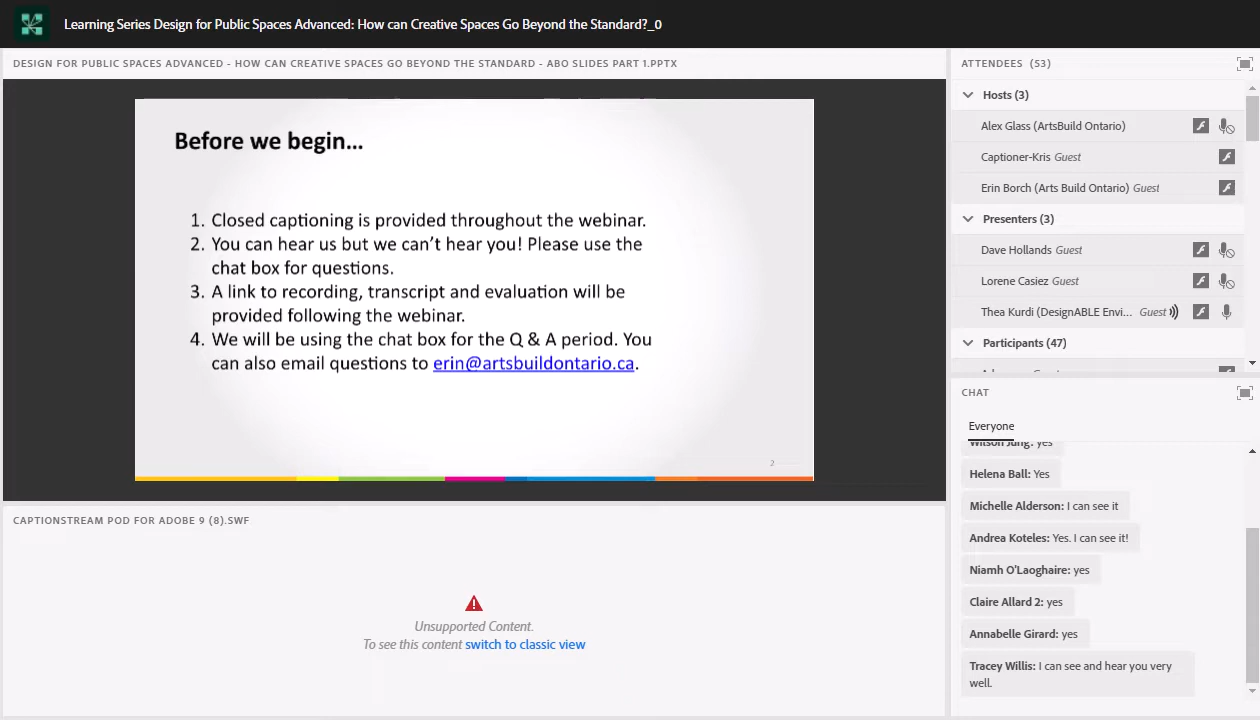 Learning Series Design for Public Spaces Advanced: How can Creative Spaces Go Beyond the Standard?_0
DESIGN FOR PUBLIC SPACES ADVANCED - HOW CAN CREATIVE SPACES GO BEYOND THE STANDARD - ABO SLIDES PART 1.PPTX
Before we begin...
1. Closed captioning is provided throughout the webinar.
2. You can hear us but we can't hear you! Please use the
chat box for questions.
3. A link to recording, transcript and evaluation will be
provided following the webinar.
4. We will be using the chat box for the Q & A period. You
can also email questions to erin@artsbuildontario.ca.
2
CAPTIONSTREAM POD FOR ADOBE 9 (8).SWF
Unsupported Content.
To see this content switch to classic view
ATTENDEES (53)
Hosts (3)
Alex Glass (ArtsBuild Ontario)
Captioner-Kris Guest
Erin Borch (Arts Build Ontario) Guest
Presenters (3)
Dave Hollands Guest
Lorene Casiez Guest
Thea Kurdi (DesignABLE Envi... Guest
Participants (47)
CHAT
Everyone
Wilson Jung: yes
Helena Ball: Yes
Michelle Alderson: I can see it
Andrea Koteles: Yes. I can see it!
Niamh O'Laoghaire: yes
Claire Allard 2: yes
Annabelle Girard: yes
Tracey Willis: I can see and hear you very
well.